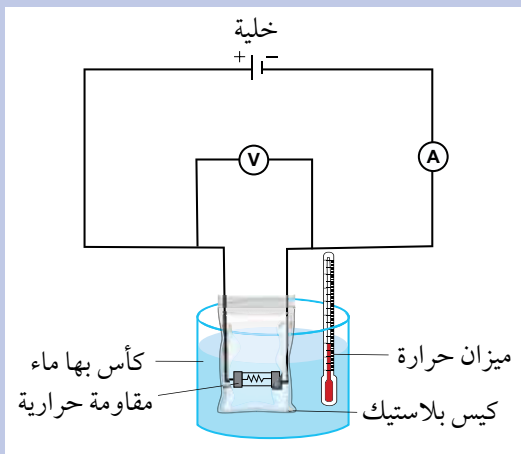 خلية
+ −
V
A
ميزان حرارة
كأس بها ماء
مقاومة حرارية
كيس بلاستيك